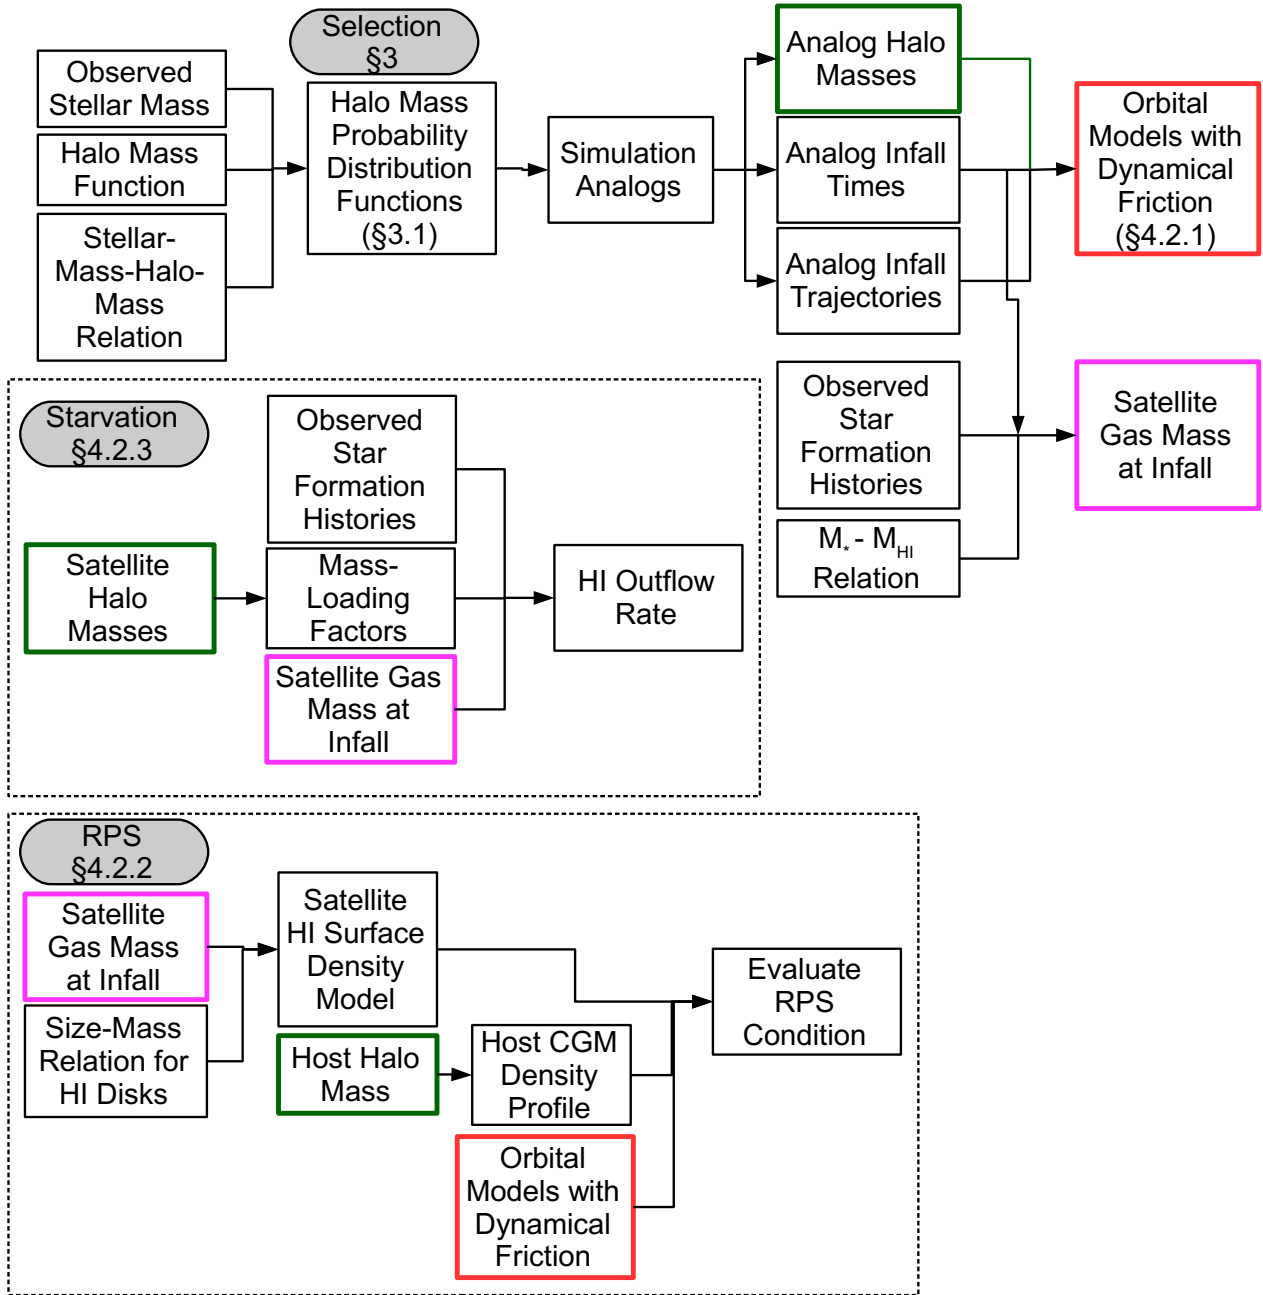 Selection
§3
Observed
Stellar Mass
Halo Mass
Function
Stellar-
Mass-Halo-
Mass
Relation
Halo Mass
Probability
Distribution
Functions
(§3.1)
Simulation
Analogs
Analog Halo
Masses
Analog Infall
Times
Analog Infall
Trajectories
Orbital
Models with
Dynamical
Friction
(§4.2.1)
Observed
Star
Formation
Histories
M* - MHI
Relation
Satellite
Gas Mass
at Infall
Starvation
§4.2.3
Satellite
Halo
Masses
Observed
Star
Formation
Histories
Mass-
Loading
Factors
Satellite Gas
Mass at
Infall
HI Outflow
Rate
RPS
§4.2.2
Satellite
Gas Mass
at Infall
Size-Mass
Relation for
HI Disks
Satellite
HI Surface
Density
Model
Host Halo
Mass
Host CGM
Density
Profile
Orbital
Models with
Dynamical
Friction
Evaluate
RPS
Condition